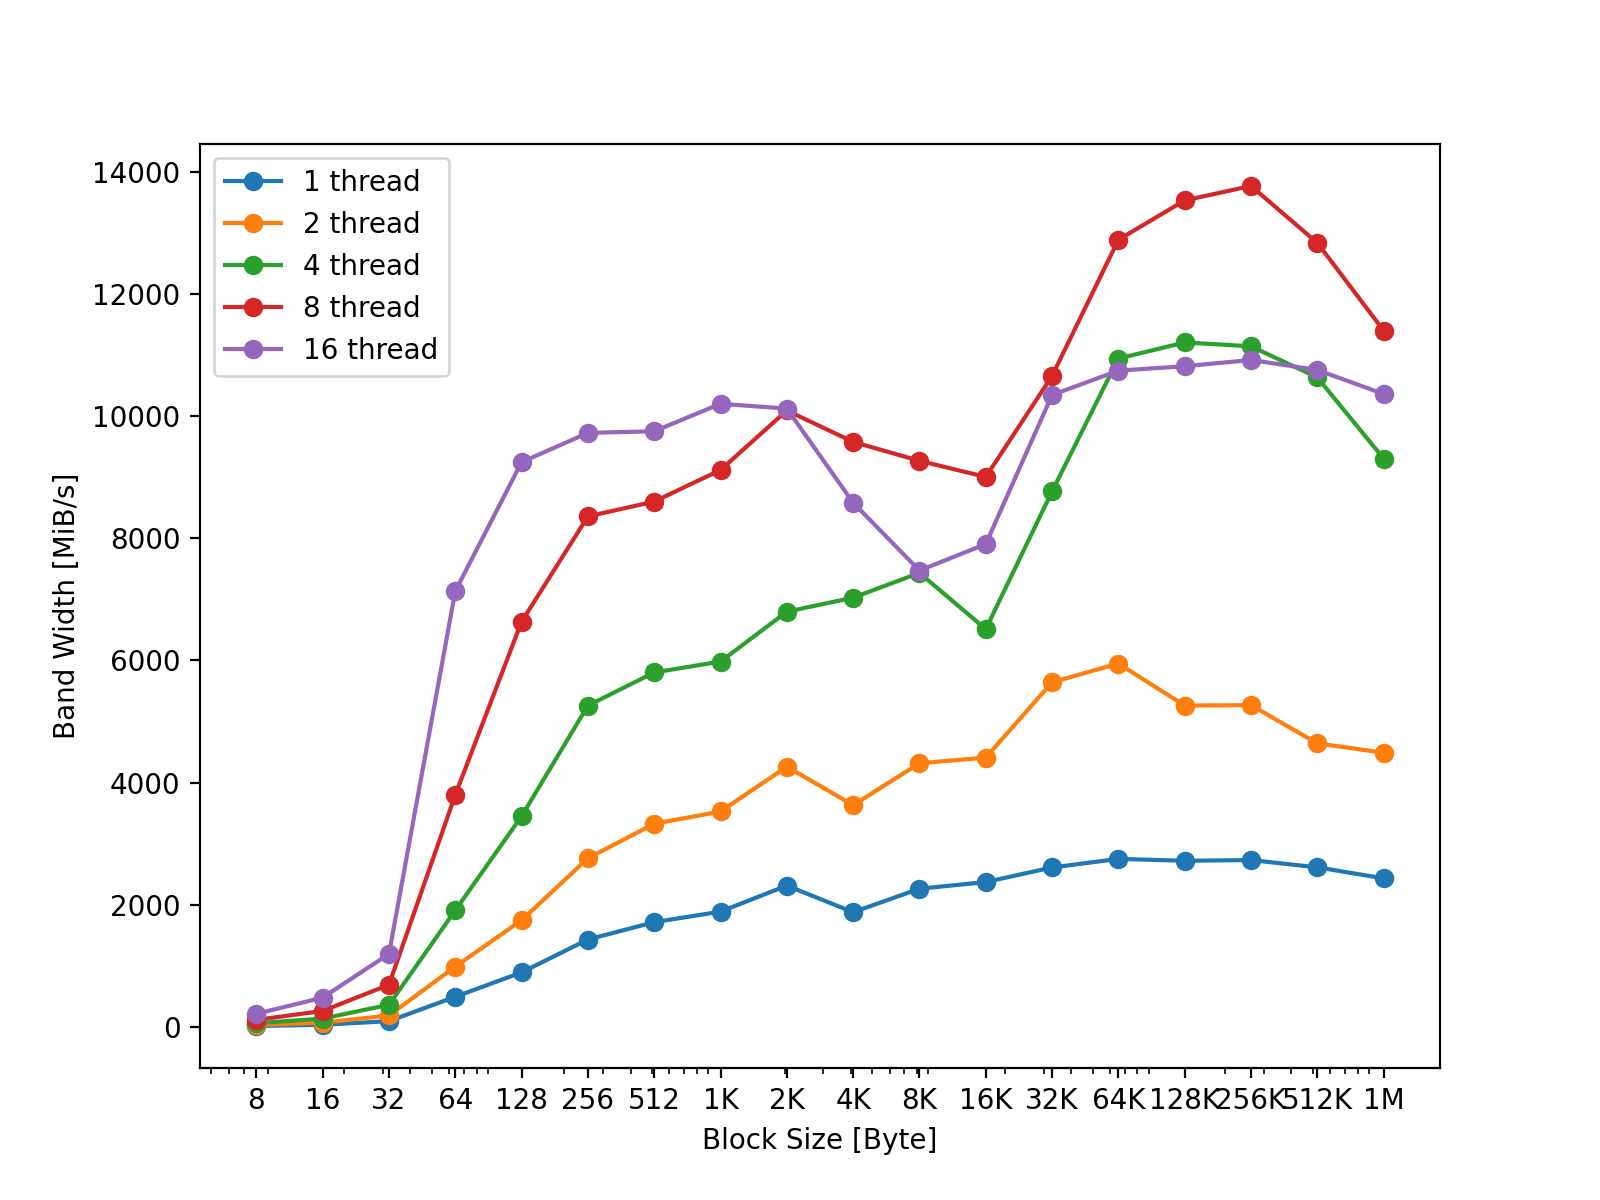 1 thread
2 thread
4 thread
8 thread
16 thread
14000
12000
10000
8000
6000
4000
2000
0
Band Width [MiB/s]
8 16 32 64 128 256 512 1K 2K 4K 8K 16K 32K 64K 128K 256K 512K 1M
Block Size [Byte]